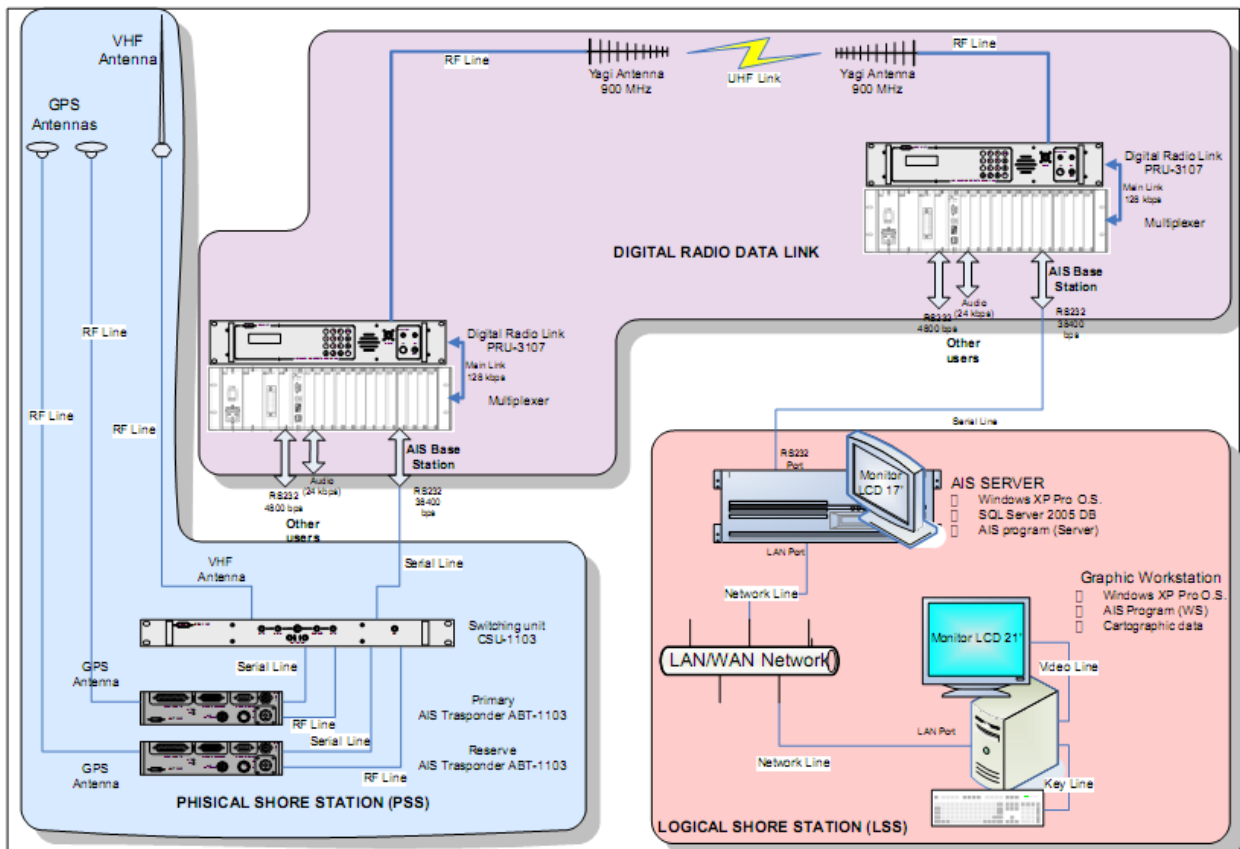 VHF
Antenna
GPS
Antennas
RF Line
RF Line
RF Line
RF Line
Yagi Antenna
900 MHz
UHF Link
Yagi Antenna
900 MHz
RF Line
Digital Radio Link
PRU-3107
Main Link
128 kbps
Multiplexer
DIGITAL RADIO DATA LINK
AIS Base
Station
Audio
(24 kbps)
RS232
4800 bps
RS232
38400
bps
Other
users
Digital Radio Link
PRU-3107
Main Link
128 kbps
Multiplexer
AIS Base
Station
Audio
(24 kbps)
RS232
4800 bps
RS232
38400
bps
Other
users
Serial Line
VHF
Antenna
Serial Line
Switching unit
CSU-1103
Serial Line
GPS
Antenna
Primary
AIS Trasponder ABT-1103
RF Line
Serial Line
Reserve
AIS Trasponder ABT-1103
GPS
Antenna
RF Line
PHISICAL SHORE STATION (PSS)
RS232
Port
Monitor
LCD 17"
AIS SERVER
Windows XP Pro O.S.
SQL Server 2005 DB
AIS program (Server)
LAN Port
Network Line
LAN/WAN Network
Graphic Workstation
Windows XP Pro O.S.
AIS Program (WS)
Cartographic data
Monitor LCD 21"
Video Line
LAN Port
Network Line
Key Line
LOGICAL SHORE STATION (LSS)